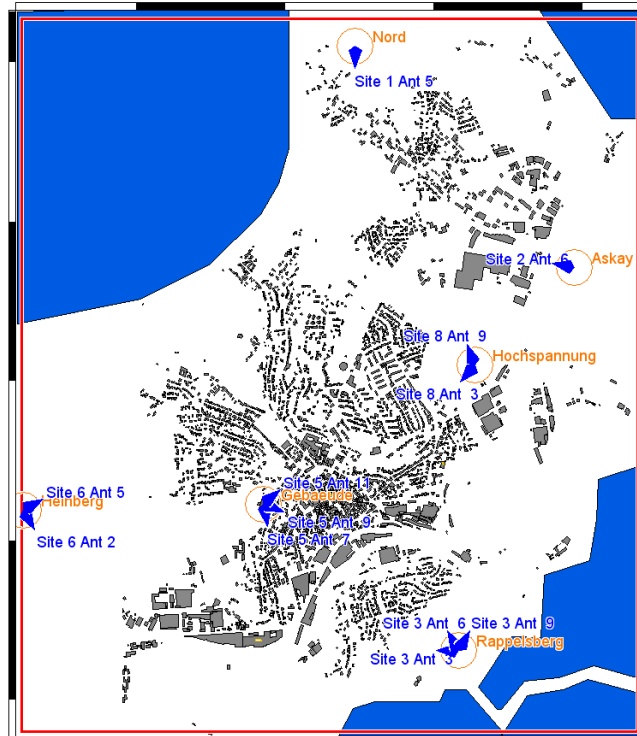 Nord
Site 1 Ant 5
Site 2 Ant 6
Askay
Site 8 Ant 9
Hochspannung
Site 8 Ant 3
Site 5 Ant 11
Site 6 Ant 5
Heinberg
Gebaeude
Site 5 Ant 9
Site 6 Ant 2
Site 5 Ant 7
Site 3 Ant 6 Site 3 Ant 9
Rappelsberg
Site 3 Ant 3